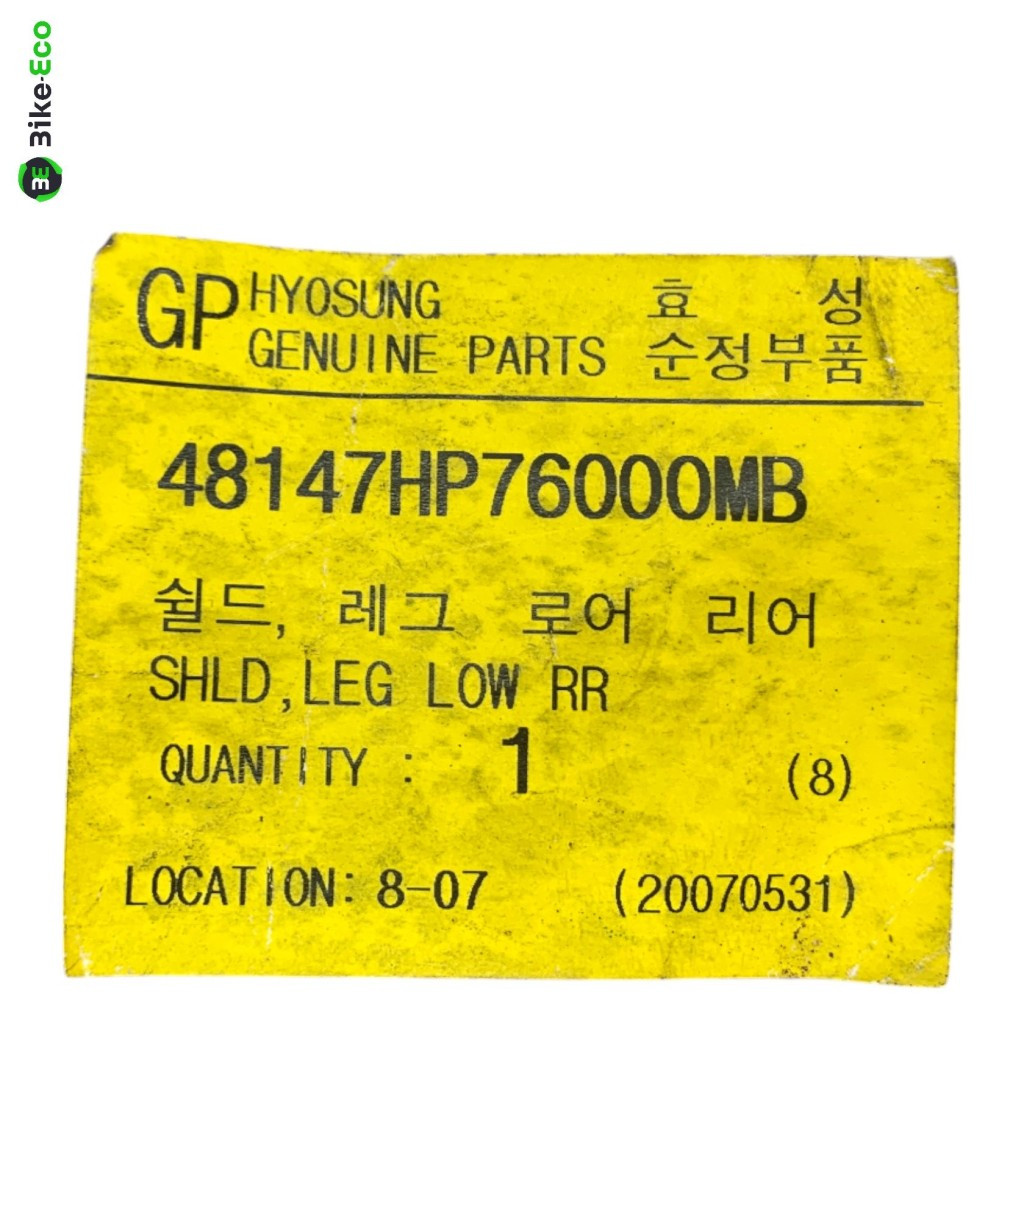 Bike-Eco
BE
GP HYOSUNG 효 성
GENUINE PARTS 순정부품
48147HP76000MB
쉴드, 레그 로어 리어
SHLD,LEG LOW RR
QUANTITY : 1 (8)
LOCATION: 8-07 (20070531)